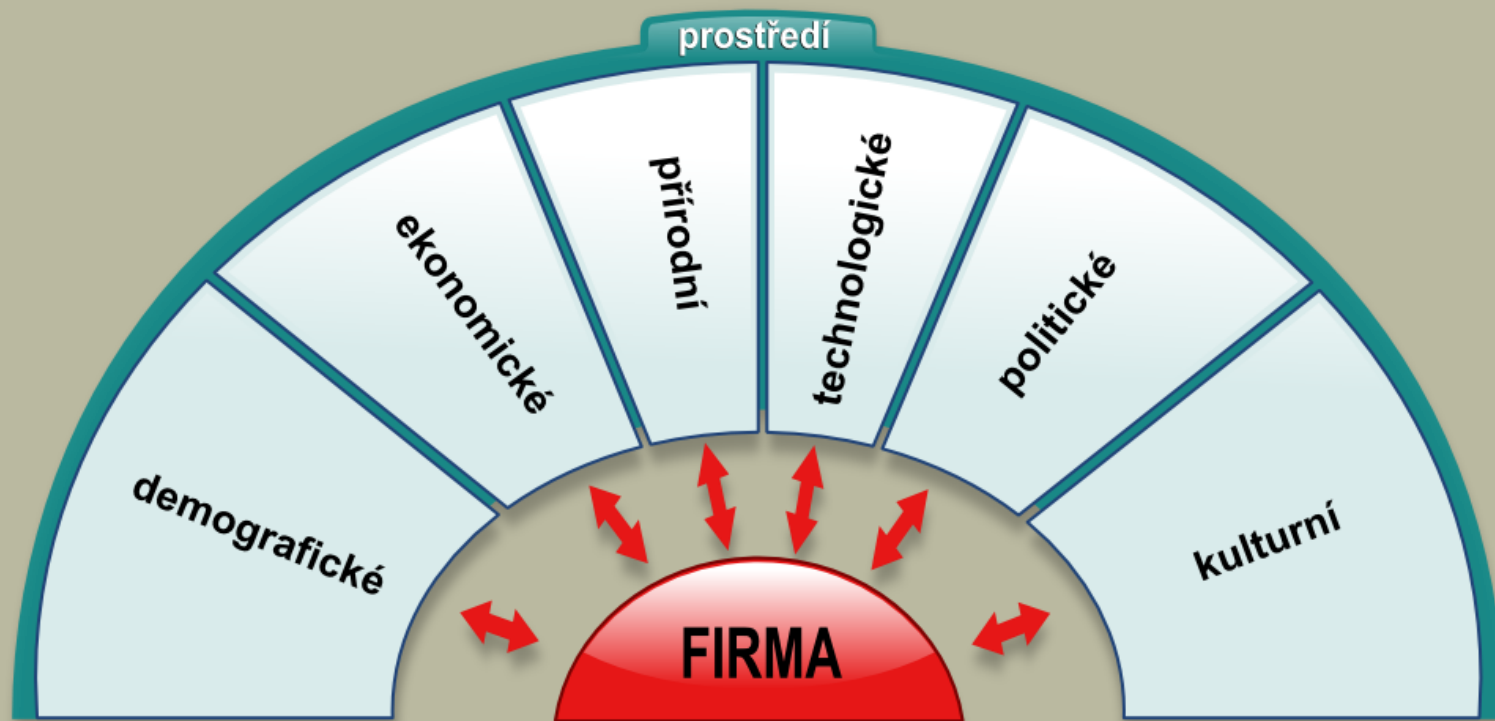 prostředí
demografické
ekonomické
přírodní
technologické
politické
kulturní
FIRMA